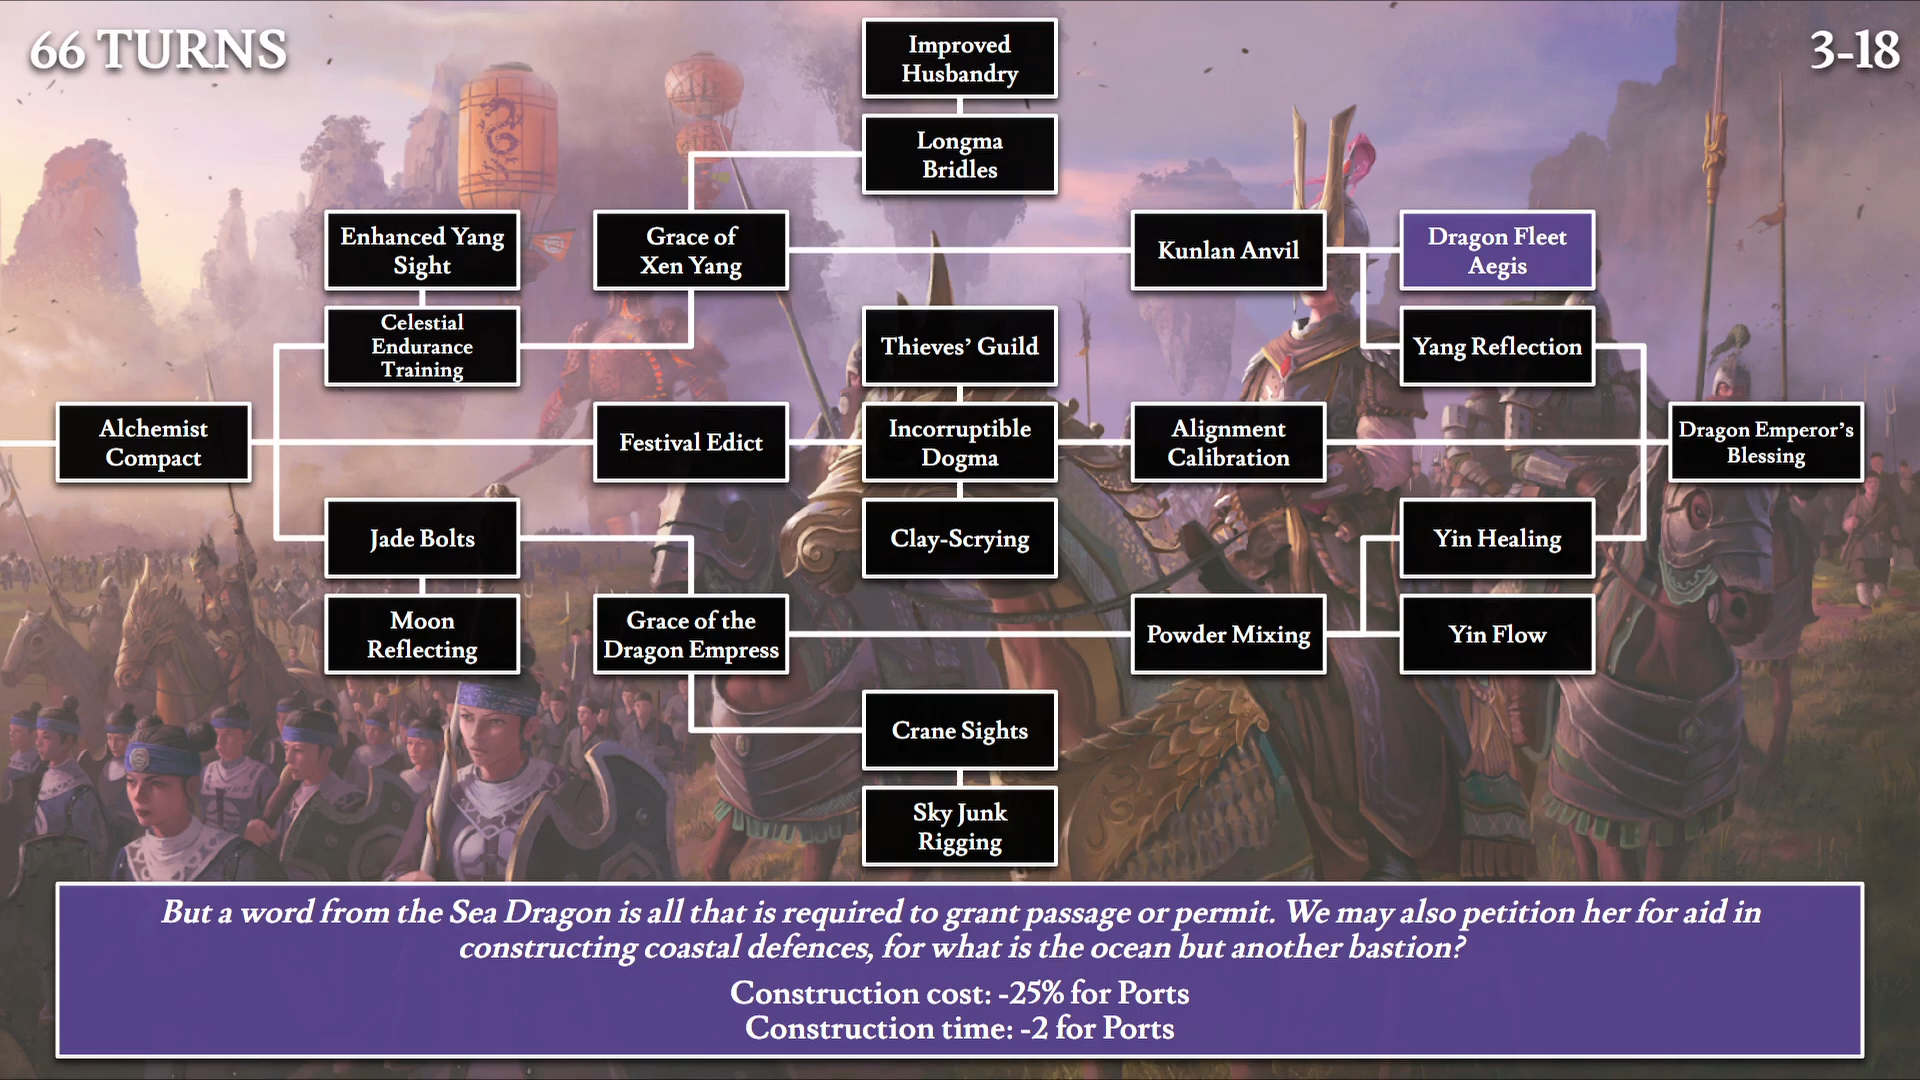 66 TURNS
3-18
Improved
Husbandry
Longma
Bridles
Enhanced Yang
Sight
Grace of
Xen Yang
Kunlan Anvil
Dragon Fleet
Aegis
Celestial
Endurance
Training
Thieves' Guild
Yang Reflection
Alchemist
Compact
Festival Edict
Incorruptible
Dogma
Alignment
Calibration
Dragon Emperor's
Blessing
Jade Bolts
Clay-Scrying
Yin Healing
Moon
Reflecting
Grace of the
Dragon Empress
Powder Mixing
Yin Flow
Crane Sights
Sky Junk
Rigging
But a word from the Sea Dragon is all that is required to grant passage or permit. We may also petition her for aid in
constructing coastal defences, for what is the ocean but another bastion?
Construction cost: -25% for Ports
Construction time: -2 for Ports